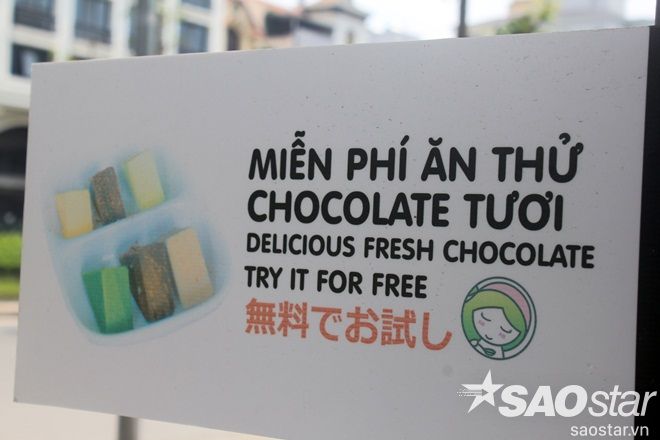 MIỄN PHÍ ĂN THỬ
CHOCOLATE TƯƠI
DELICIOUS FRESH CHOCOLATE
TRY IT FOR FREE
無料でお試し
SAOstar
saostar.vn